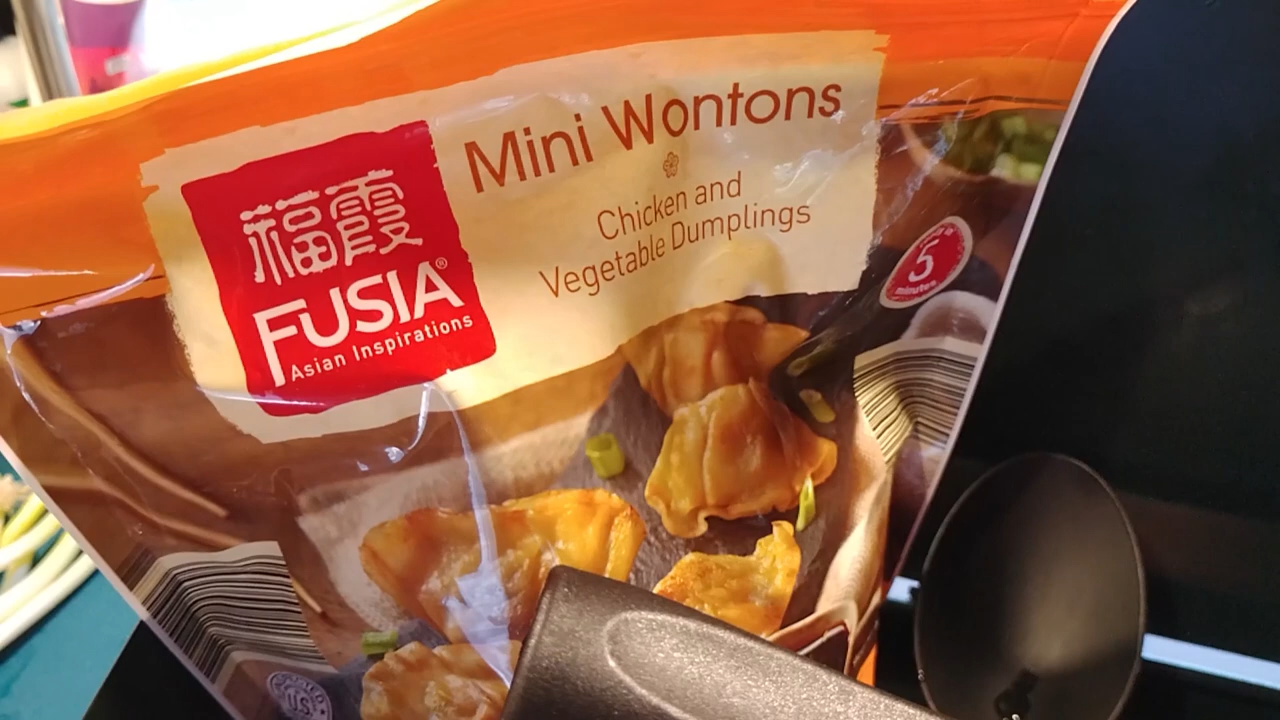 福霞
FUSIA®
Asian Inspirations
Mini Wontons
Chicken and
Vegetable Dumplings
5
minutes
U.S.